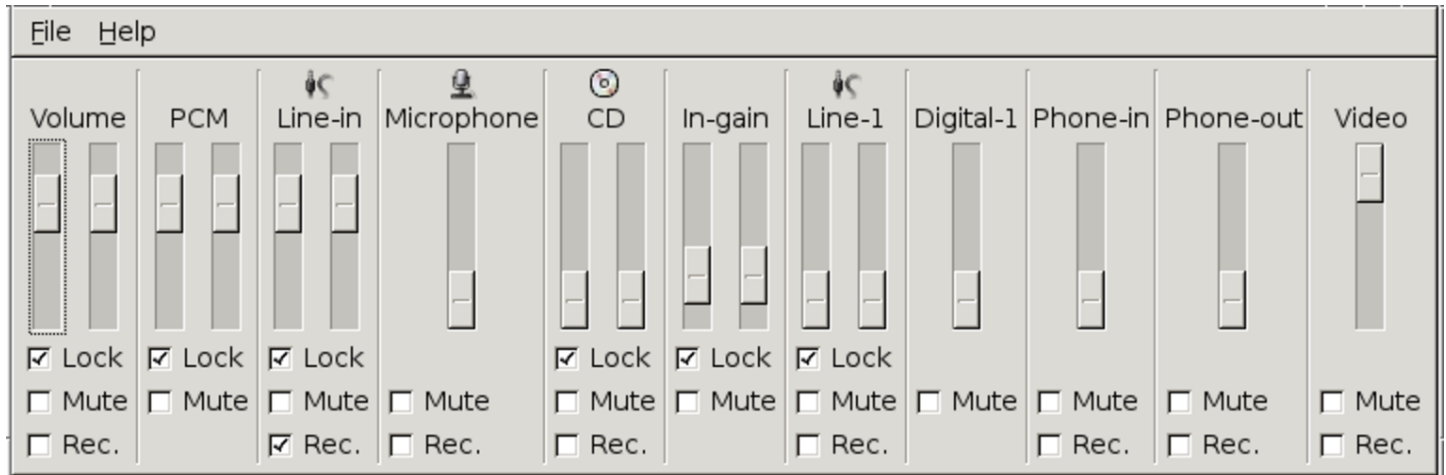 File Help
Volume PCM Line-in Microphone CD In-gain Line-1 Digital-1 Phone-in Phone-out Video
Lock Lock Lock Lock Lock Lock
Mute Mute Mute Mute Mute Mute Mute Mute Mute Mute Mute
Rec. Rec. Rec. Rec. Rec. Rec. Rec. Rec.